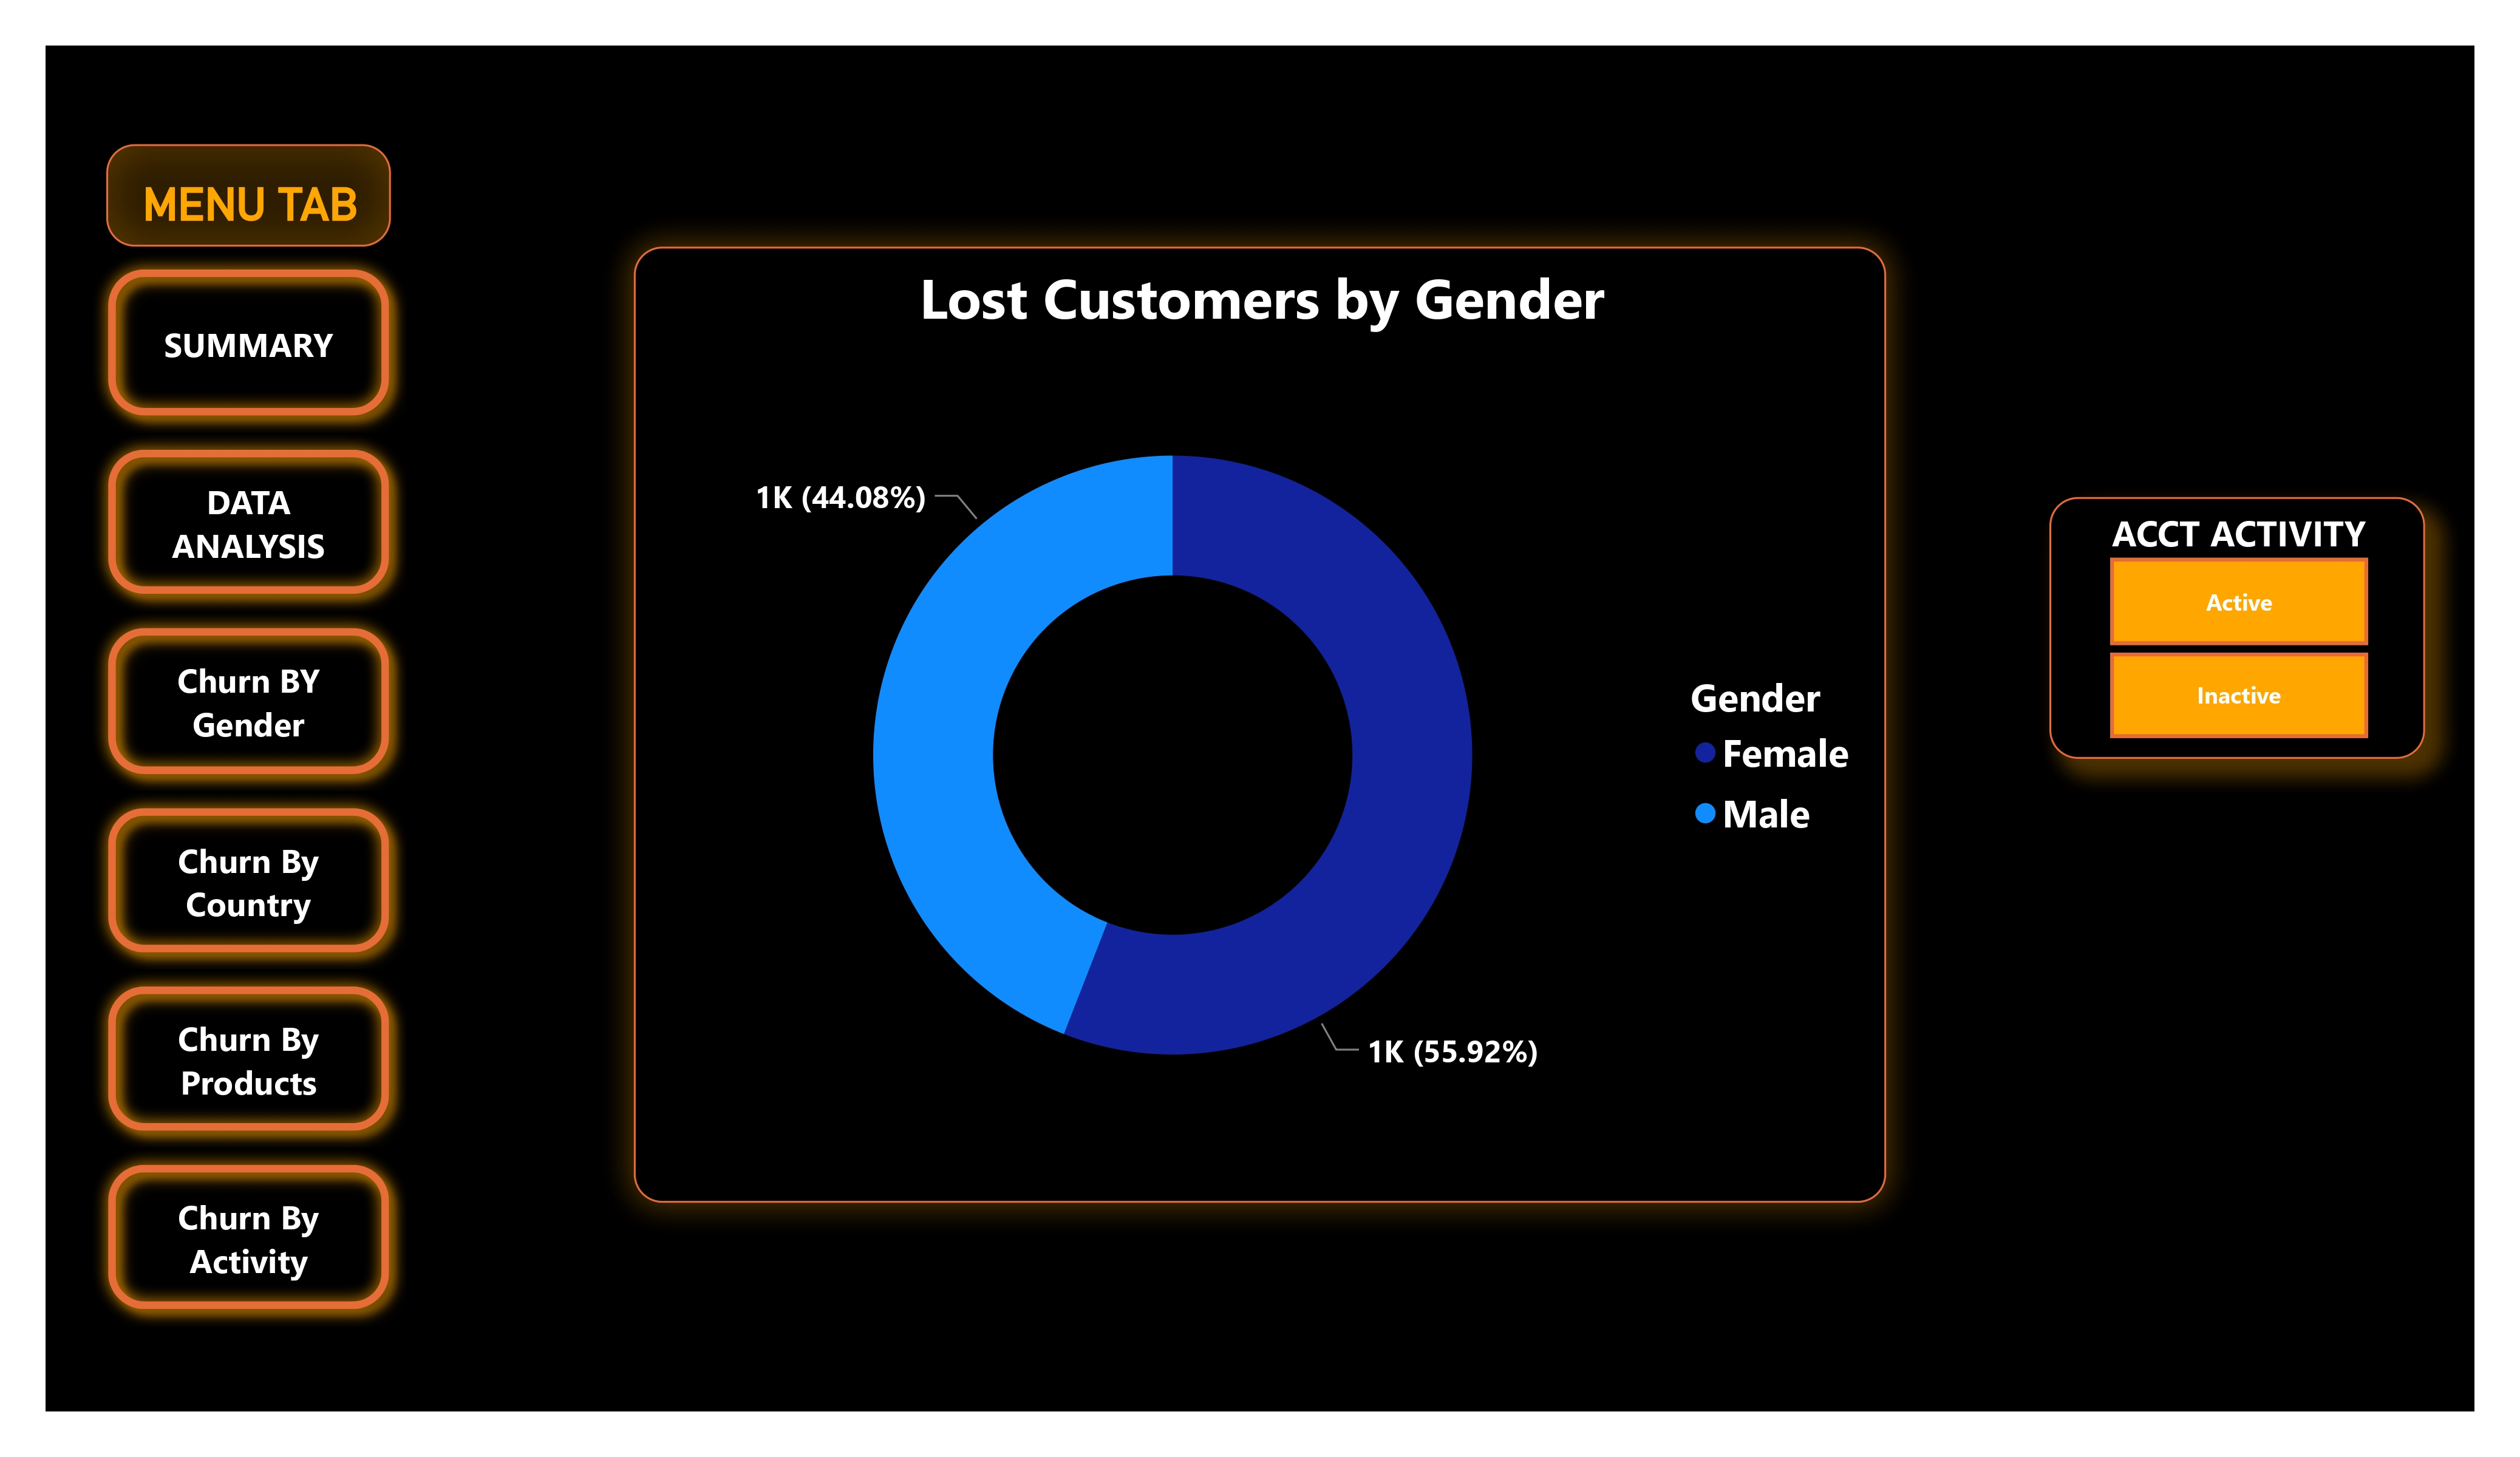 MENU TAB
SUMMARY
DATA
ANALYSIS
Churn BY
Gender
Churn By
Country
Churn By
Products
Churn By
Activity
Lost Customers by Gender
1K (44.08%)
1K (55.92%)
Gender
Female
Male
ACCT ACTIVITY
Active
Inactive